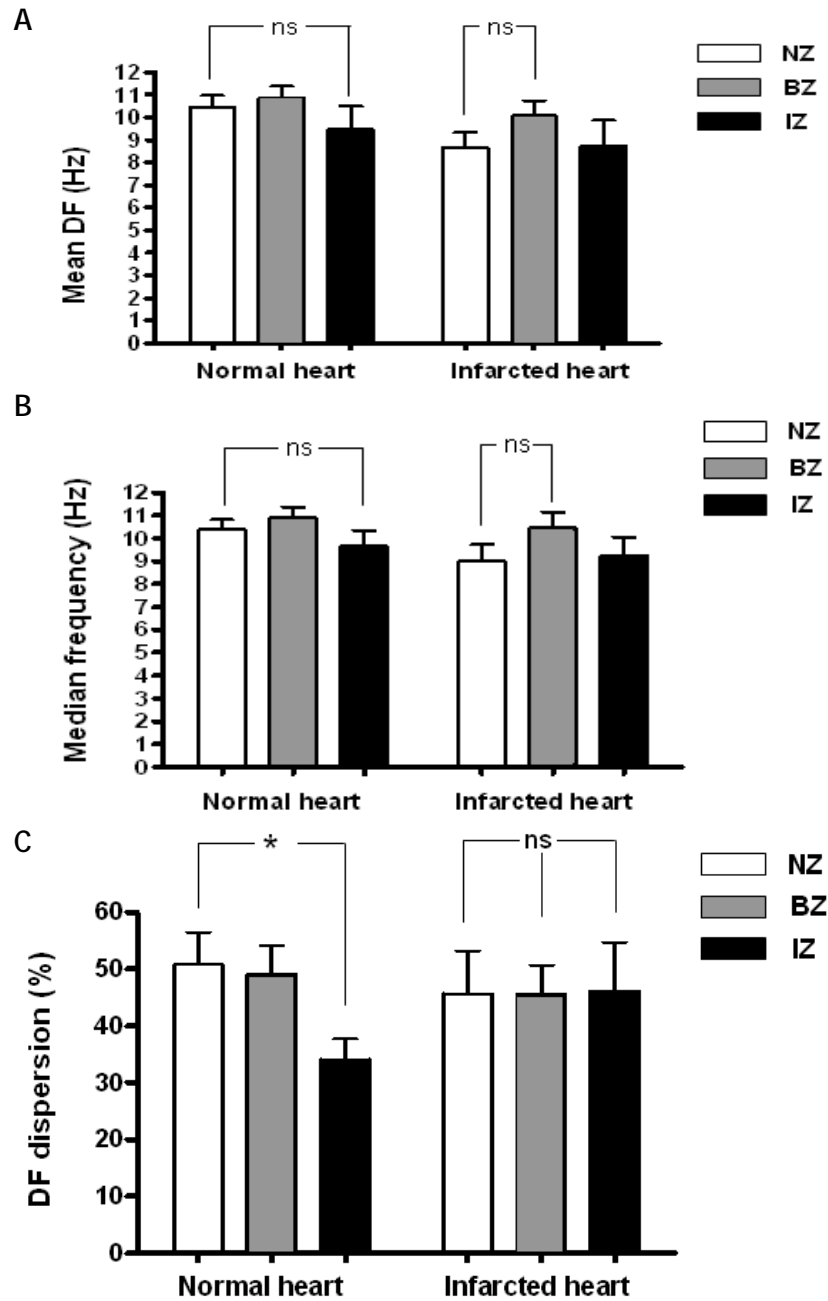 A
ns
ns
NZ
BZ
IZ
12
11
10
9
8
7
6
5
4
3
2
1
0
Mean DF (Hz)
Normal heart
Infarcted heart
B
ns
ns
NZ
BZ
IZ
12
11
10
9
8
7
6
5
4
3
2
1
0
Median frequency (Hz)
Normal heart
Infarcted heart
C
*
ns
NZ
BZ
IZ
60
50
40
30
20
10
0
DF dispersion (%)
Normal heart
Infarcted heart